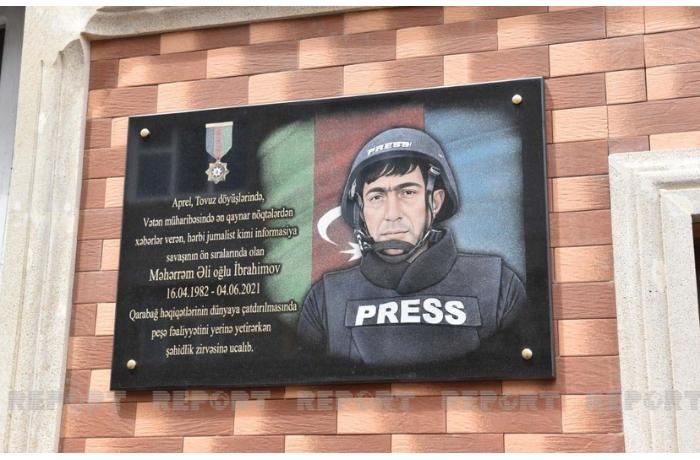 Aprel, Tovuz döyüşlərində,
Vətən müharibəsində ən qaynar nöqtələrdən
xəbərlər verən, hərbi jurnalist kimi informasiya
savaşının ön sıralarında olan
Məhərrəm Əli oğlu İbrahimov
16.04.1982 - 04.06.2021
Qarabağ həqiqətlərinin dünyaya çatdırılmasında
peşə fəaliyyətini yerinə yetirərkən
şəhidlik zirvəsinə ucalıb.
PRESS
PRESS
REPORT REPORT REPORT REPORT REPORT